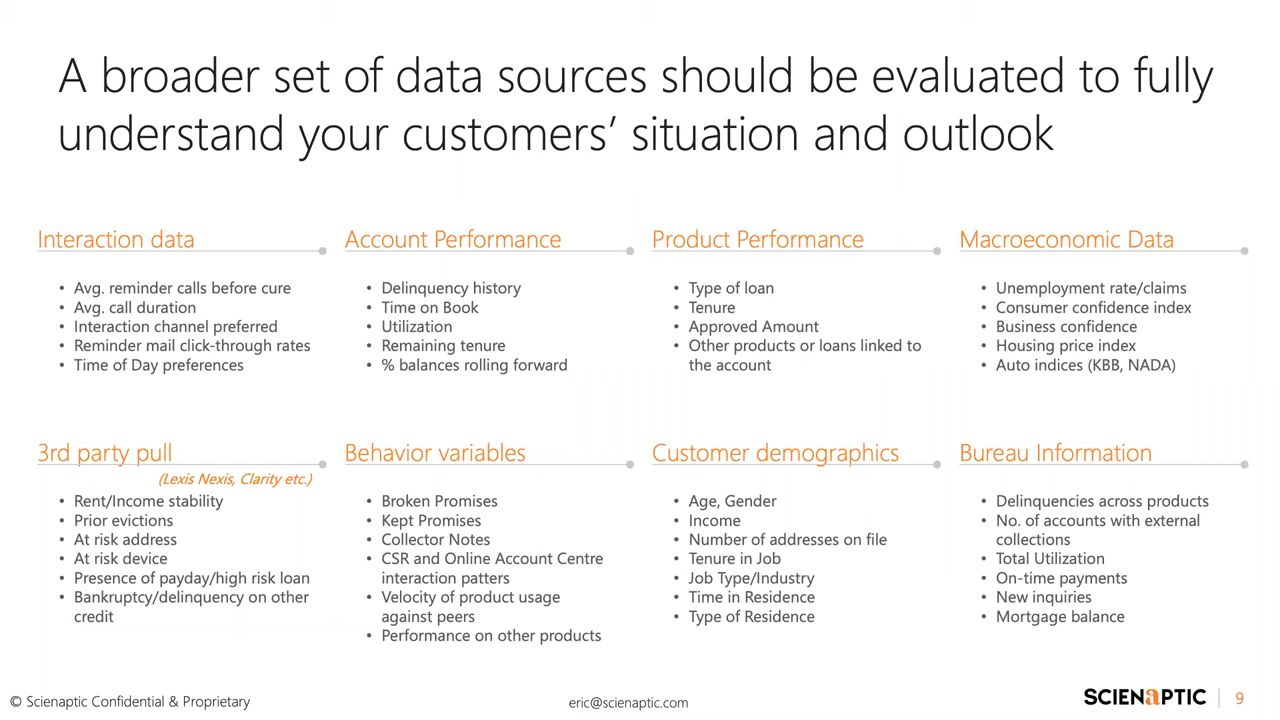 A broader set of data sources should be evaluated to fully
understand your customers’ situation and outlook
Interaction data
• Avg. reminder calls before cure
• Avg. call duration
• Interaction channel preferred
• Reminder mail click-through rates
• Time of Day preferences
Account Performance
• Delinquency history
• Time on Book
• Utilization
• Remaining tenure
• % balances rolling forward
Product Performance
• Type of loan
• Tenure
• Approved Amount
• Other products or loans linked to
the account
Macroeconomic Data
• Unemployment rate/claims
• Consumer confidence index
• Business confidence
• Housing price index
• Auto indices (KBB, NADA)
3rd party pull
(Lexis Nexis, Clarity etc.)
• Rent/Income stability
• Prior evictions
• At risk address
• At risk device
• Presence of payday/high risk loan
• Bankruptcy/delinquency on other
credit
Behavior variables
• Broken Promises
• Kept Promises
• Collector Notes
• CSR and Online Account Centre
interaction patters
• Velocity of product usage
against peers
• Performance on other products
Customer demographics
• Age, Gender
• Income
• Number of addresses on file
• Tenure in Job
• Job Type/Industry
• Time in Residence
• Type of Residence
Bureau Information
• Delinquencies across products
• No. of accounts with external
collections
• Total Utilization
• On-time payments
• New inquiries
• Mortgage balance
© Scienaptic Confidential & Proprietary
eric@scienaptic.com
SCIENaPTIC
9